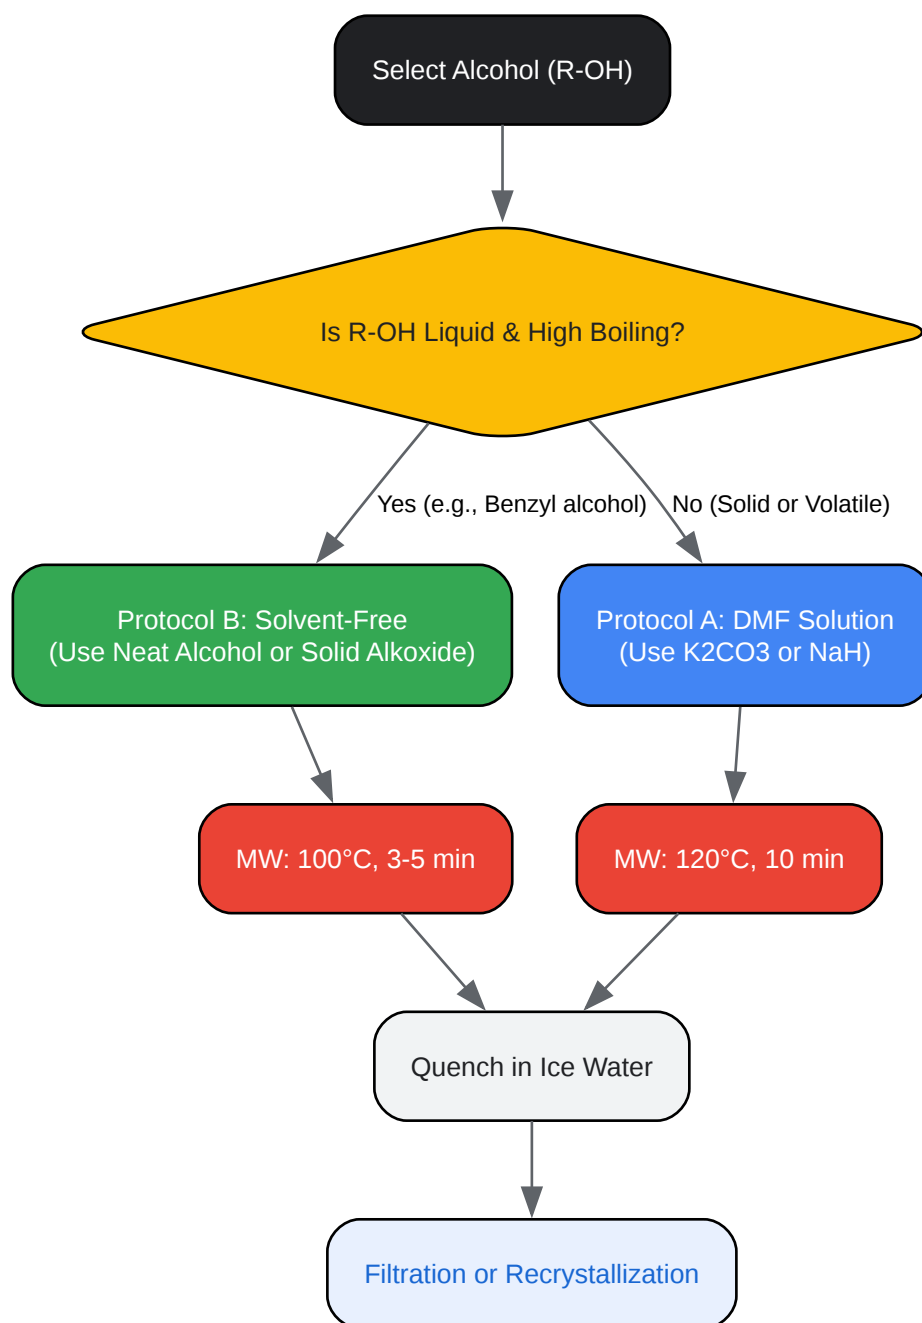 Select Alcohol (R-OH)
Is R-OH Liquid & High Boiling?
Yes (e.g., Benzyl alcohol)
No (Solid or Volatile)
Protocol B: Solvent-Free
(Use Neat Alcohol or Solid Alkoxide)
Protocol A: DMF Solution
(Use K2CO3 or NaH)
MW: 100°C, 3-5 min
MW: 120°C, 10 min
Quench in Ice Water
Filtration or Recrystallization